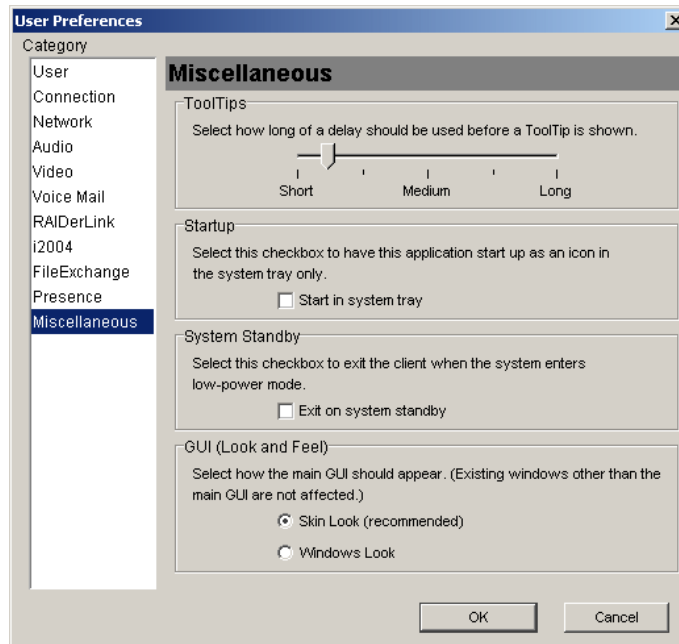 User Preferences
Category
User
Connection
Network
Audio
Video
Voice Mail
RAIDerLink
i2004
FileExchange
Presence
Miscellaneous
Miscellaneous
ToolTips
Select how long of a delay should be used before a ToolTip is shown.
Short Medium Long
Startup
Select this checkbox to have this application start up as an icon in
the system tray only.
Start in system tray
System Standby
Select this checkbox to exit the client when the system enters
low-power mode.
Exit on system standby
GUI (Look and Feel)
Select how the main GUI should appear. (Existing windows other than the
main GUI are not affected.)
Skin Look (recommended)
Windows Look
OK Cancel